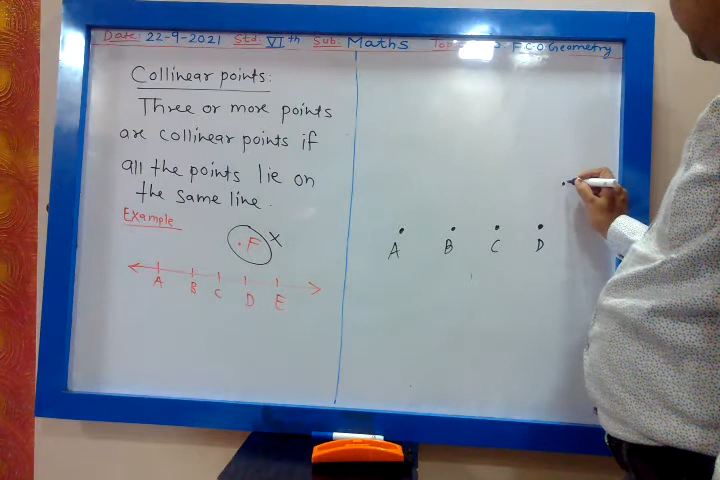 Date: 22-9-2021 Std: VI th Sub: Maths F.C.O. Geometry
Collinear points:
Three or more points
are collinear points if
all the points lie on
the same line.
Example
.F X
A B C D E
A B C D